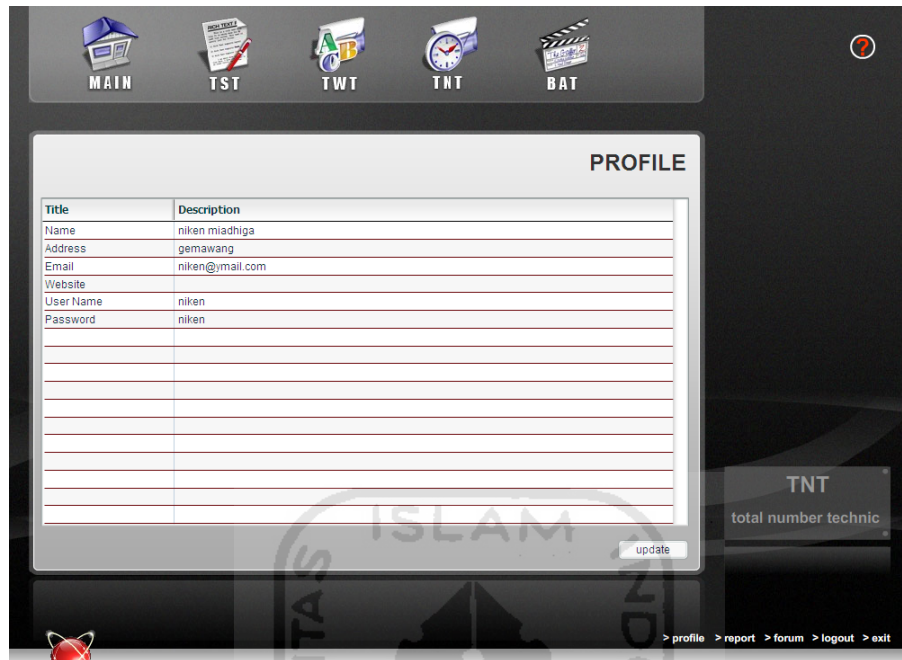 MAIN TST TWT TNT BAT ?
PROFILE
Title Description
Name niken miadhiga
Address gemawang
Email niken@ymail.com
Website
User Name niken
Password niken
TNT
total number technic
ISLAM
update
> profile > report > forum > logout > exit